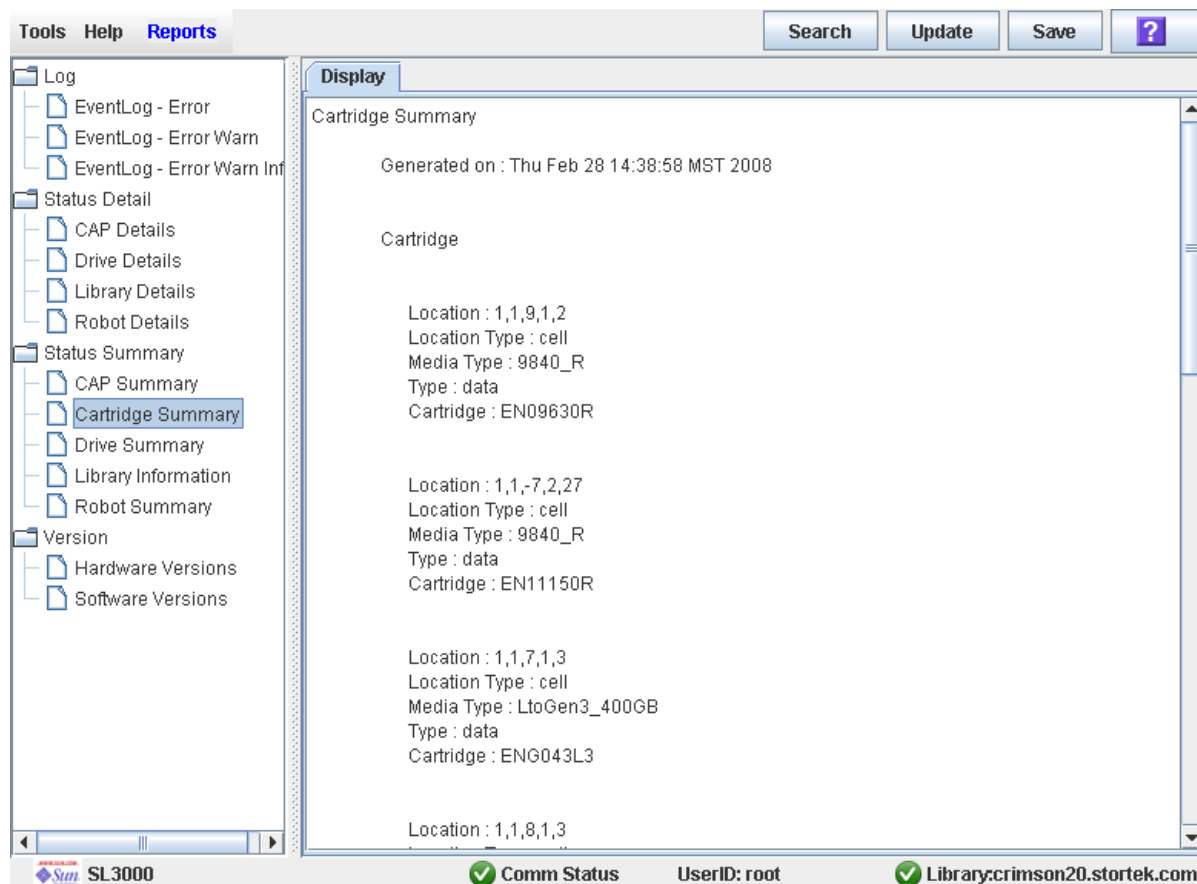 Tools Help Reports Search Update Save ?
Log
EventLog - Error
EventLog - Error Warn
EventLog - Error Warn Inf
Status Detail
CAP Details
Drive Details
Library Details
Robot Details
Status Summary
CAP Summary
Cartridge Summary
Drive Summary
Library Information
Robot Summary
Version
Hardware Versions
Software Versions
Display
Cartridge Summary
Generated on : Thu Feb 28 14:38:58 MST 2008
Cartridge
Location : 1,1,9,1,2
Location Type : cell
Media Type : 9840_R
Type : data
Cartridge : EN09630R
Location : 1,1,-7,2,27
Location Type : cell
Media Type : 9840_R
Type : data
Cartridge : EN11150R
Location : 1,1,7,1,3
Location Type : cell
Media Type : LtoGen3_400GB
Type : data
Cartridge : ENG043L3
Location : 1,1,8,1,3
Sun SL3000 Comm Status UserID: root Library:crimson20.stortek.com